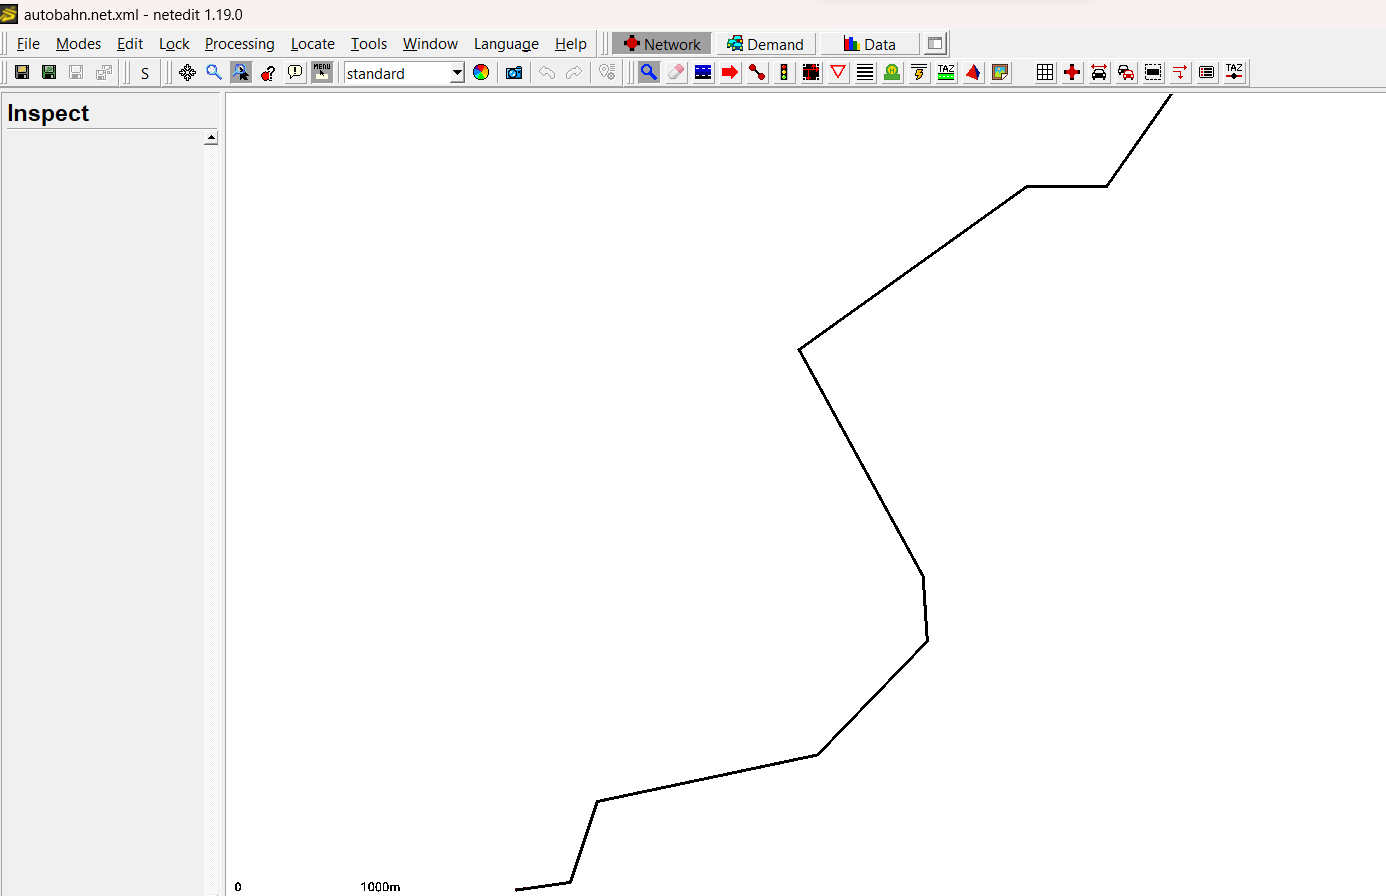 autobahn.net.xml - netedit 1.19.0
File Modes Edit Lock Processing Locate Tools Window Language Help Network Demand Data
S MENU standard TAZ TAZ
Inspect
0 1000m